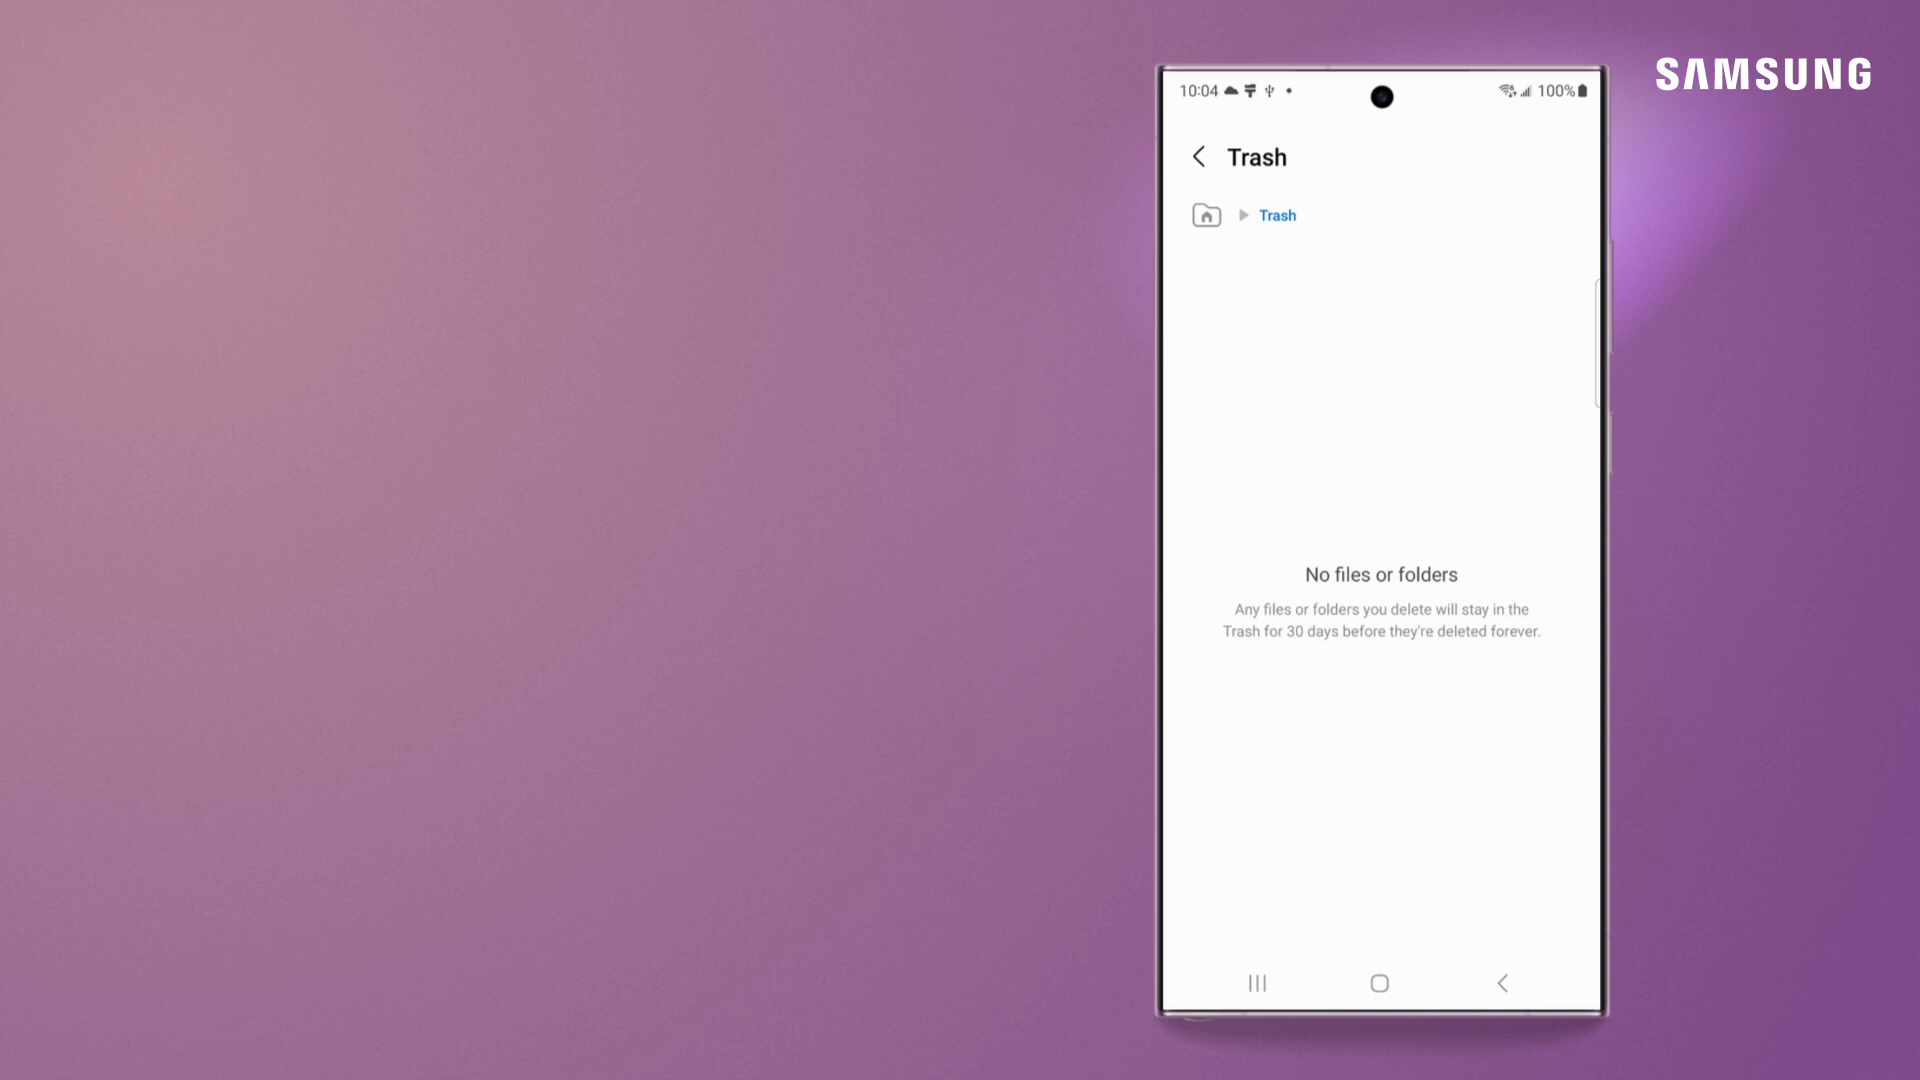 SAMSUNG
10:04
100%
Trash
Trash
No files or folders
Any files or folders you delete will stay in the
Trash for 30 days before they're deleted forever.